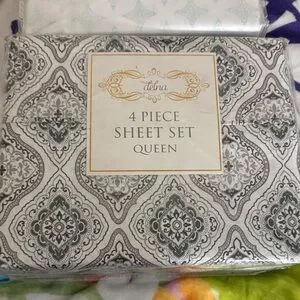 delna
4 PIECE
SHEET SET
QUEEN